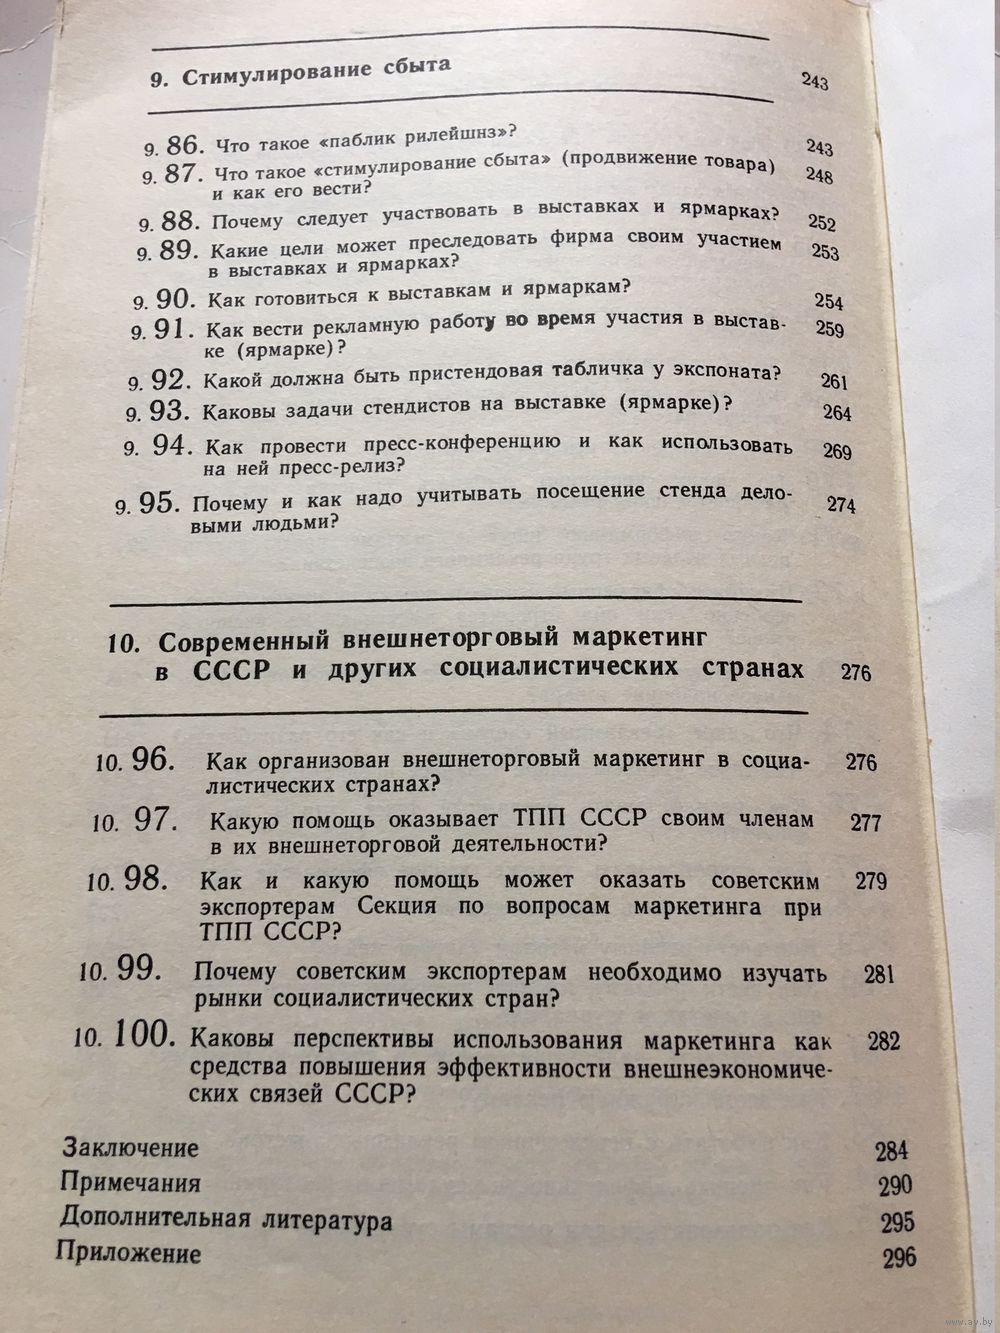 9. Стимулирование сбыта 243
9. 86. Что такое «паблик рилейшнз»? 243
9. 87. Что такое «стимулирование сбыта» (продвижение товара) 248
и как его вести?
9. 88. Почему следует участвовать в выставках и ярмарках? 252
9. 89. Какие цели может преследовать фирма своим участием 253
в выставках и ярмарках?
9. 90. Как готовиться к выставкам и ярмаркам? 254
9. 91. Как вести рекламную работу во время участия в выстав- 259
ке (ярмарке)?
9. 92. Какой должна быть пристендовая табличка у экспоната? 261
9. 93. Каковы задачи стендистов на выставке (ярмарке)? 264
9. 94. Как провести пресс-конференцию и как использовать 269
на ней пресс-релиз?
9. 95. Почему и как надо учитывать посещение стенда дело- 274
выми людьми?
10. Современный внешнеторговый маркетинг
в СССР и других социалистических странах 276
10. 96. Как организован внешнеторговый маркетинг в социа- 276
листических странах?
10. 97. Какую помощь оказывает ТПП СССР своим членам 277
в их внешнеторговой деятельности?
10. 98. Как и какую помощь может оказать советским 279
экспортерам Секция по вопросам маркетинга при
ТПП СССР?
10. 99. Почему советским экспортерам необходимо изучать 281
рынки социалистических стран?
10. 100. Каковы перспективы использования маркетинга как 282
средства повышения эффективности внешнеэкономиче-
ских связей СССР?
Заключение 284
Примечания 290
Дополнительная литература 295
Приложение 296
www.ay.by